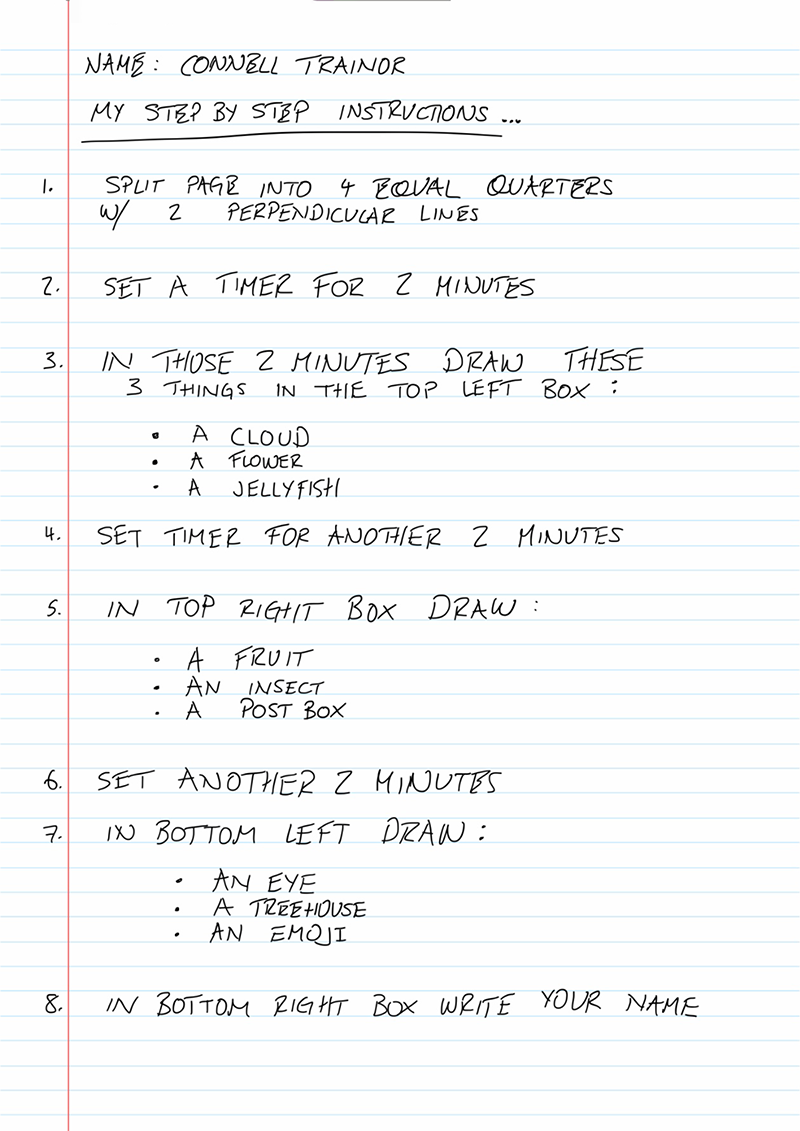 NAME: CONNELL TRAINOR
MY STEP BY STEP INSTRUCTIONS...
1. SPLIT PAGE INTO 4 EQUAL QUARTERS
W/ 2 PERPENDICULAR LINES
2. SET A TIMER FOR 2 MINUTES
3. IN THOSE 2 MINUTES DRAW THESE
3 THINGS IN THE TOP LEFT BOX :
• A CLOUD
• A FLOWER
• A JELLYFISH
4. SET TIMER FOR ANOTHER 2 MINUTES
5. IN TOP RIGHT BOX DRAW :
• A FRUIT
• AN INSECT
• A POST BOX
6. SET ANOTHER 2 MINUTES
7. IN BOTTOM LEFT DRAW :
• AN EYE
• A TREEHOUSE
• AN EMOJI
8. IN BOTTOM RIGHT BOX WRITE YOUR NAME